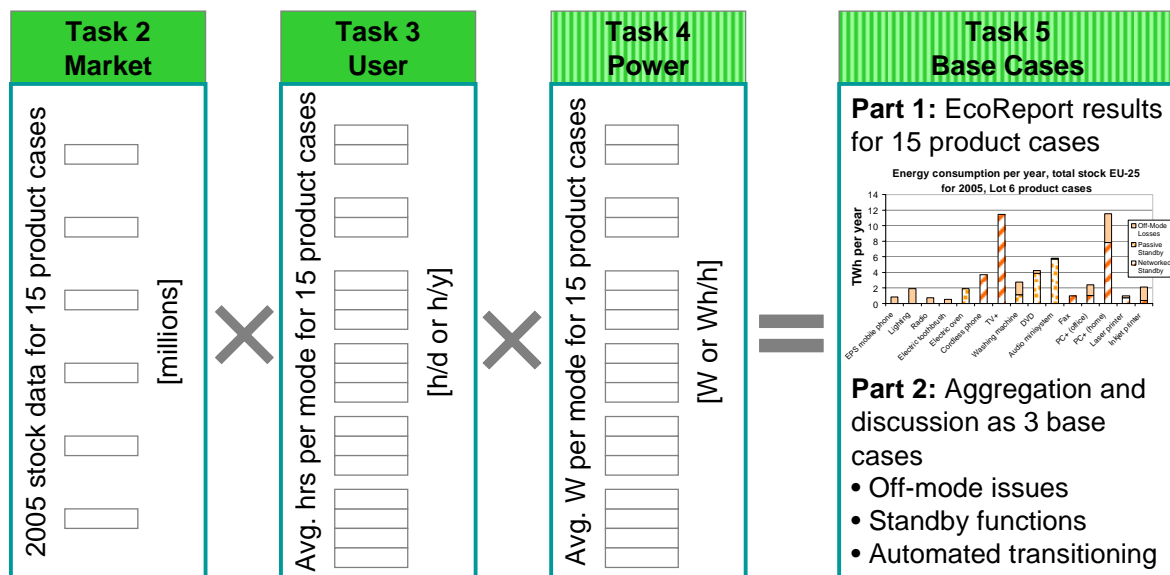 Task 2
Market
2005 stock data for 15 product cases
[millions]
Task 3
User
Avg. hrs per mode for 15 product cases
[h/d or h/y]
Task 4
Power
Avg. W per mode for 15 product cases
[W or Wh/h]
Task 5
Base Cases
Part 1: EcoReport results
for 15 product cases
Energy consumption per year, total stock EU-25
for 2005, Lot 6 product cases
TWh per year
14
12
10
8
6
4
2
0
EPS mobile phone
Lighting
Radio
Electric toothbrush
Electric oven
Cordless phone
TV+
Washing machine
DVD
Audio minisystem
Fax
PC+ (office)
PC+ (home)
Laser printer
Inkjet printer
Off-Mode
Losses
Passive
Standby
Networked
Standby
Part 2: Aggregation and
discussion as 3 base
cases
• Off-mode issues
• Standby functions
• Automated transitioning